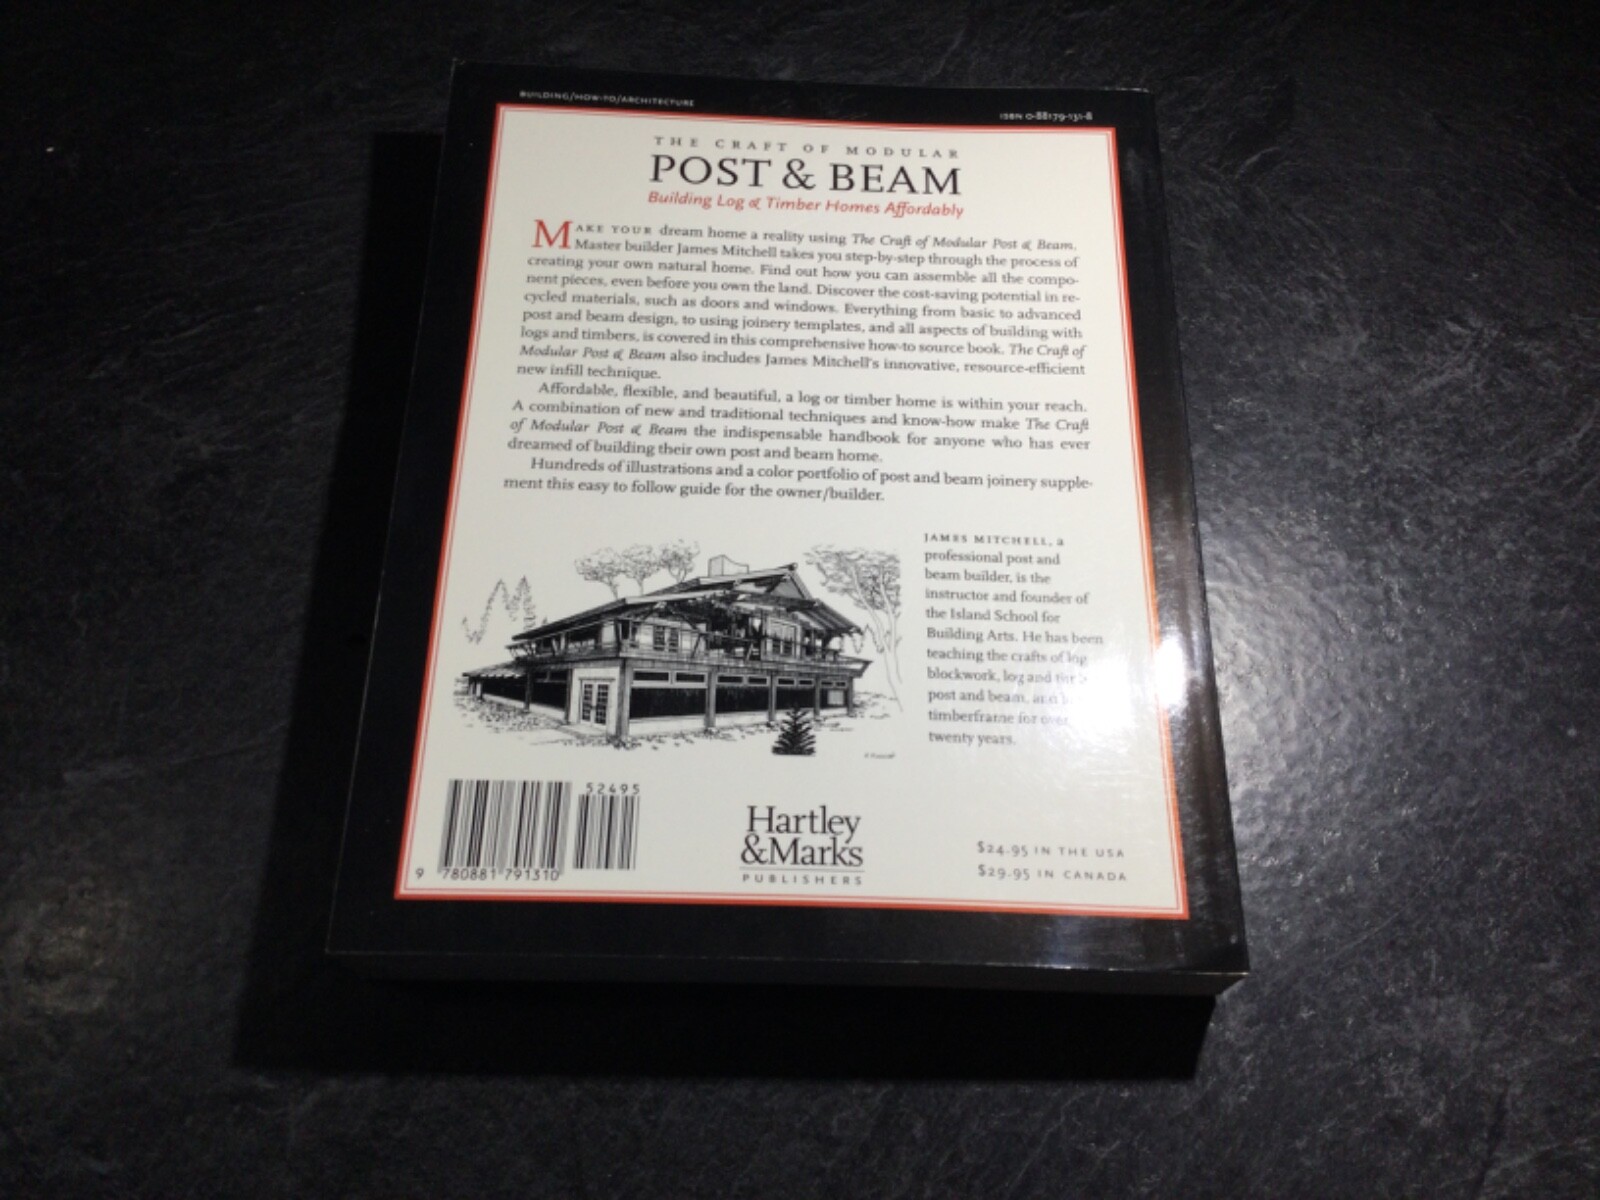 BUILDING/HOW-TO/ARCHITECTURE
ISBN 0-88179-131-8
THE CRAFT OF MODULAR
POST & BEAM
Building Log & Timber Homes Affordably
MAKE YOUR dream home a reality using The Craft of Modular Post & Beam.
Master builder James Mitchell takes you step-by-step through the process of
creating your own natural home. Find out how you can assemble all the compo-
nent pieces, even before you own the land. Discover the cost-saving potential in re-
cycled materials, such as doors and windows. Everything from basic to advanced
post and beam design, to using joinery templates, and all aspects of building with
logs and timbers, is covered in this comprehensive how-to source book. The Craft of
Modular Post & Beam also includes James Mitchell's innovative, resource-efficient
new infill technique.
Affordable, flexible, and beautiful, a log or timber home is within your reach.
A combination of new and traditional techniques and know-how make The Craft
of Modular Post & Beam the indispensable handbook for anyone who has ever
dreamed of building their own post and beam home.
Hundreds of illustrations and a color portfolio of post and beam joinery supple-
ment this easy to follow guide for the owner/builder.
JAMES MITCHELL, a
professional post and
beam builder, is the
instructor and founder of
the Island School for
Building Arts. He has been
teaching the crafts of log
blockwork, log and
post and beam, and
timberframe for over
twenty years.
52495
9 780881 791310
Hartley
&Marks
PUBLISHERS
$24.95 IN THE USA
$29.95 IN CANADA